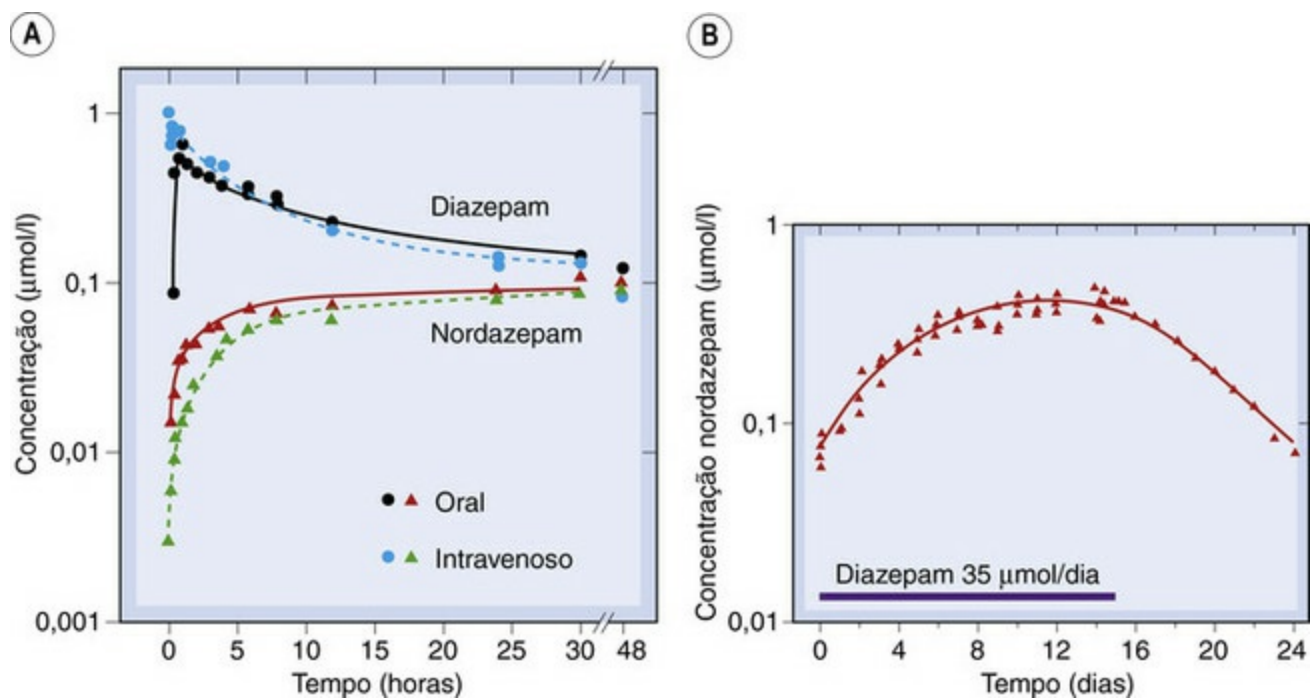 A
Concentração (µmol/l)
1
0,1
0,01
0,001
Diazepam
Nordazepam
Oral
Intravenoso
0 5 10 15 20 25 30 48
Tempo (horas)
B
Concentração nordazepam (µmol/l)
1
0,1
0,01
Diazepam 35 µmol/dia
0 4 8 12 16 20 24
Tempo (dias)